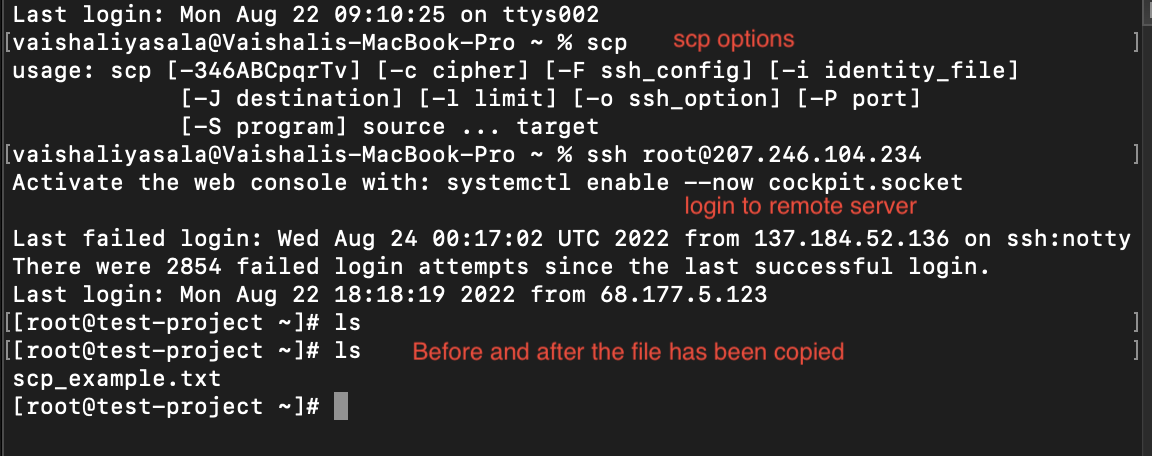 Last login: Mon Aug 22 09:10:25 on ttys002
[vaishaliyasala@Vaishalis-MacBook-Pro ~ % scp scp options ]
usage: scp [-346ABCpqrTv] [-c cipher] [-F ssh_config] [-i identity_file]
[-J destination] [-l limit] [-o ssh_option] [-P port]
[-S program] source ... target
[vaishaliyasala@Vaishalis-MacBook-Pro ~ % ssh root@207.246.104.234 ]
Activate the web console with: systemctl enable --now cockpit.socket
login to remote server
Last failed login: Wed Aug 24 00:17:02 UTC 2022 from 137.184.52.136 on ssh:notty
There were 2854 failed login attempts since the last successful login.
Last login: Mon Aug 22 18:18:19 2022 from 68.177.5.123
[[root@test-project ~]# ls ]
[[root@test-project ~]# ls Before and after the file has been copied ]
scp_example.txt
[root@test-project ~]#